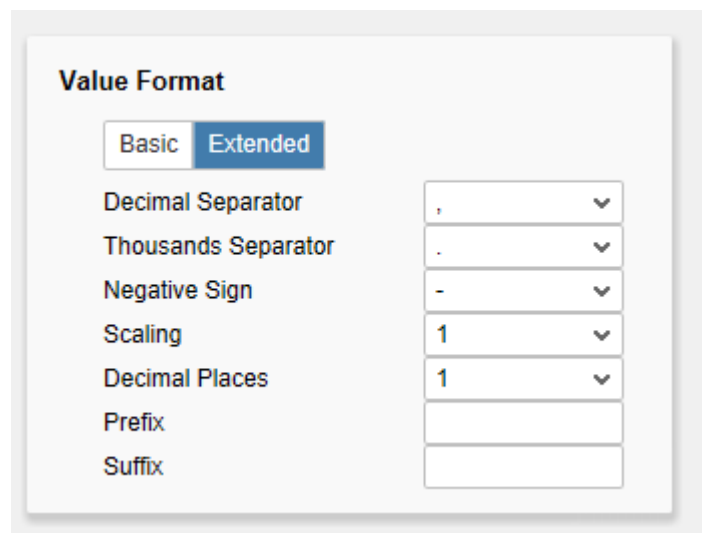 Value Format
Basic Extended
Decimal Separator ,
Thousands Separator .
Negative Sign -
Scaling 1
Decimal Places 1
Prefix
Suffix